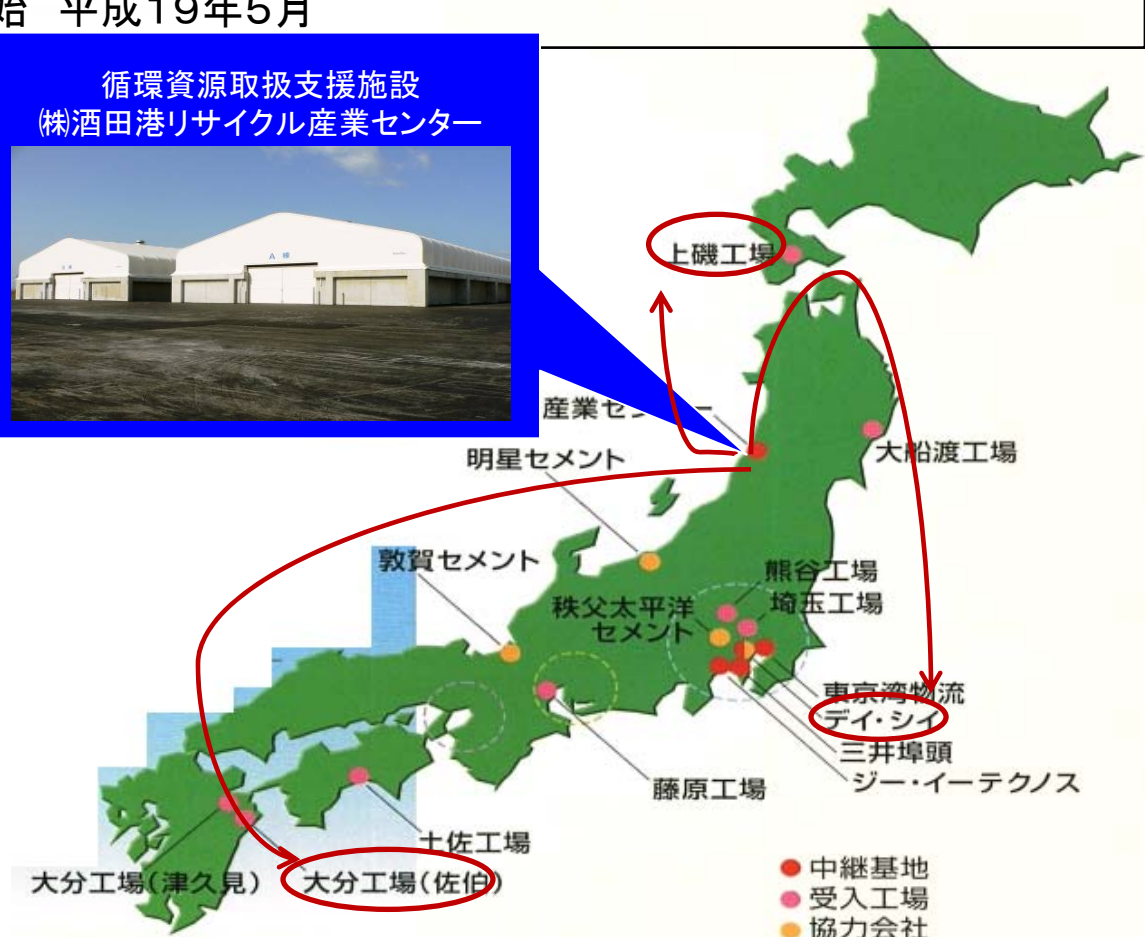 始 平成19年5月
循環資源取扱支援施設
㈱酒田港リサイクル産業センター
A 棟
上磯工場
産業センター
大船渡工場
明星セメント
敦賀セメント
熊谷工場
埼玉工場
秩父太平洋
セメント
東京湾物流
デイ・シイ
三井埠頭
ジー・イーテクノス
藤原工場
土佐工場
大分工場(津久見)
大分工場(佐伯)
中継基地
受入工場
協力会社